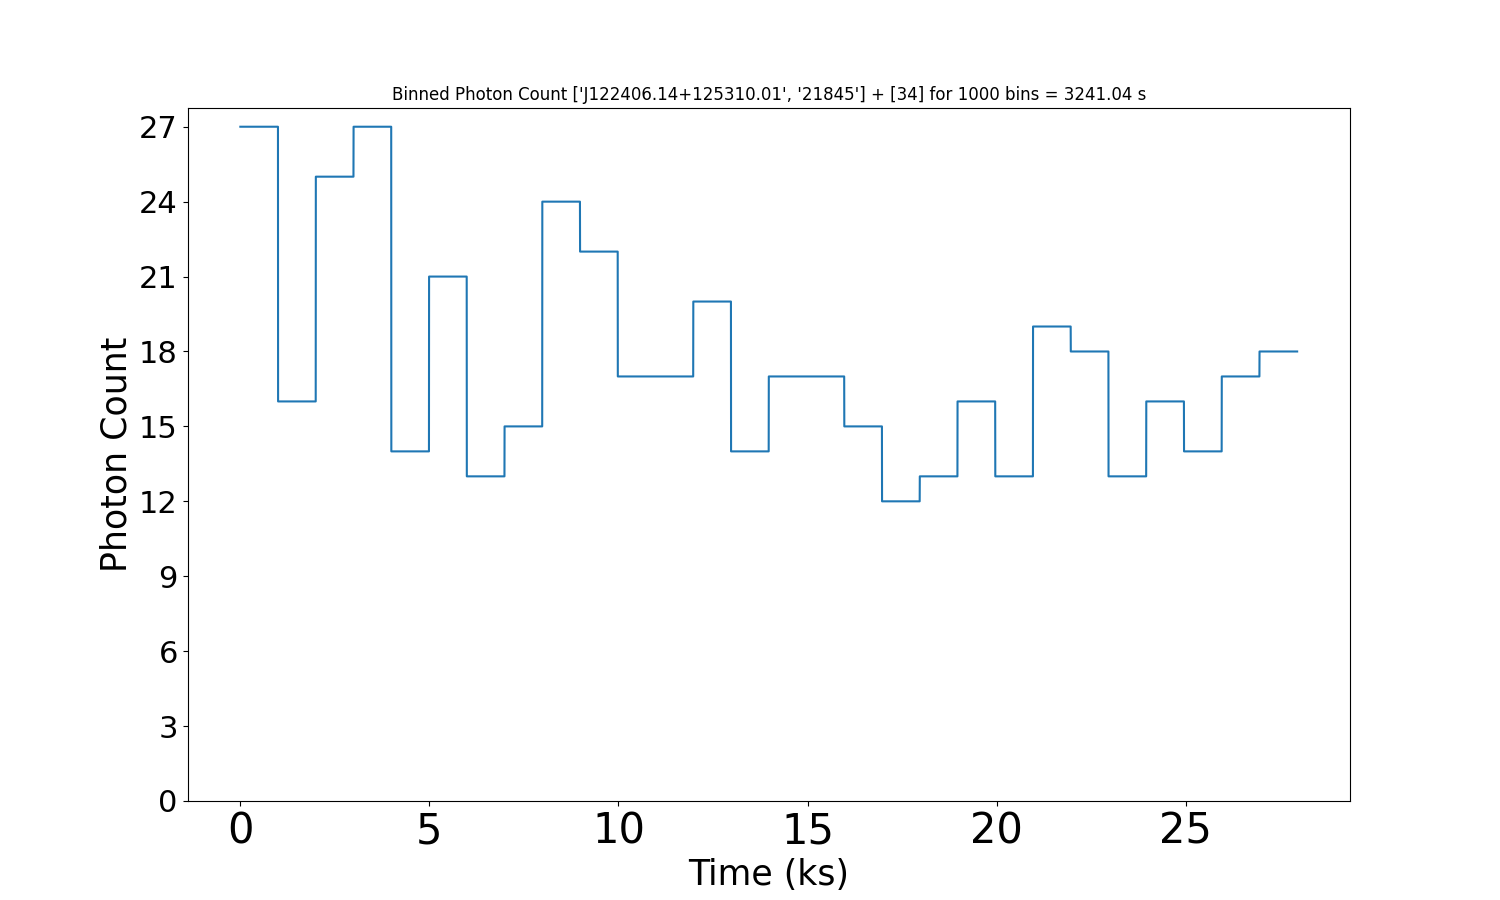 Binned Photon Count ['J122406.14+125310.01', '21845'] + [34] for 1000 bins = 3241.04 s
27
24
21
18
15
12
9
6
3
0
Photon Count
0 5 10 15 20 25
Time (ks)